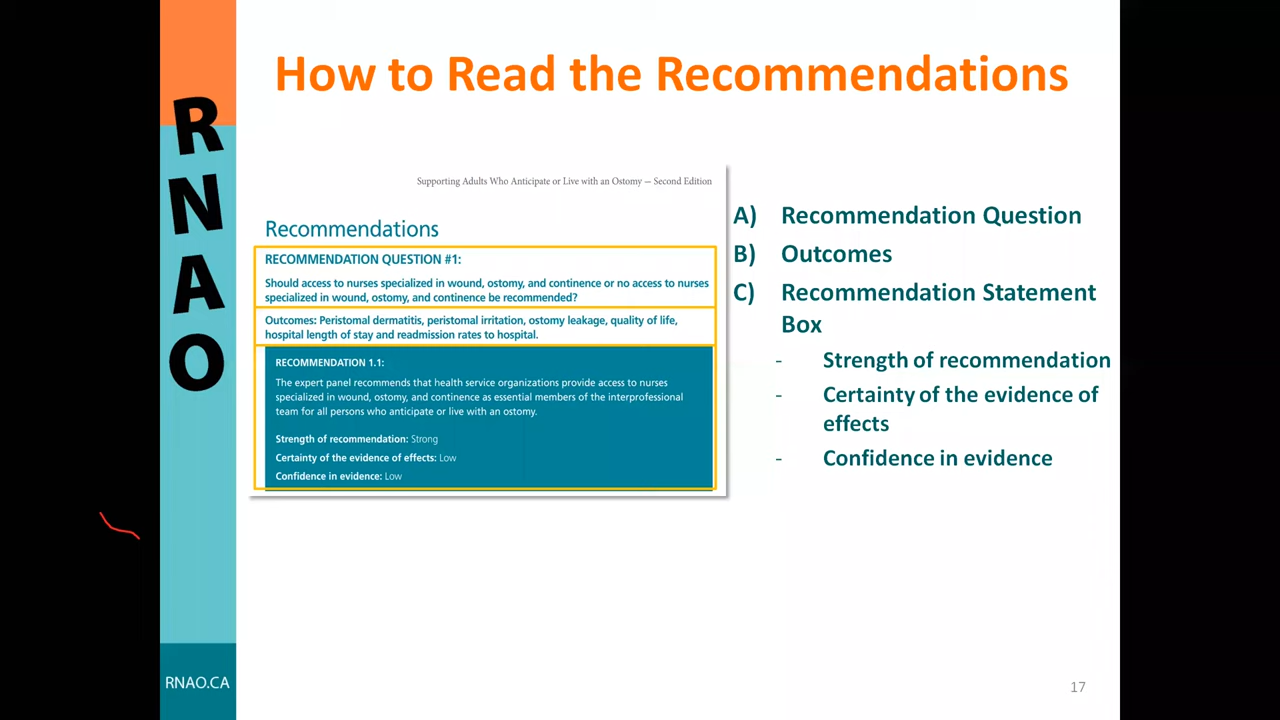 How to Read the Recommendations
R
N
A
O
RNAO.CA
Supporting Adults Who Anticipate or Live with an Ostomy — Second Edition
Recommendations
RECOMMENDATION QUESTION #1:
Should access to nurses specialized in wound, ostomy, and continence or no access to nurses
specialized in wound, ostomy, and continence be recommended?
Outcomes: Peristomal dermatitis, peristomal irritation, ostomy leakage, quality of life,
hospital length of stay and readmission rates to hospital.
RECOMMENDATION 1.1:
The expert panel recommends that health service organizations provide access to nurses
specialized in wound, ostomy, and continence as essential members of the interprofessional
team for all persons who anticipate or live with an ostomy.
Strength of recommendation: Strong
Certainty of the evidence of effects: Low
Confidence in evidence: Low
A) Recommendation Question
B) Outcomes
C) Recommendation Statement
Box
- Strength of recommendation
- Certainty of the evidence of
effects
- Confidence in evidence
17